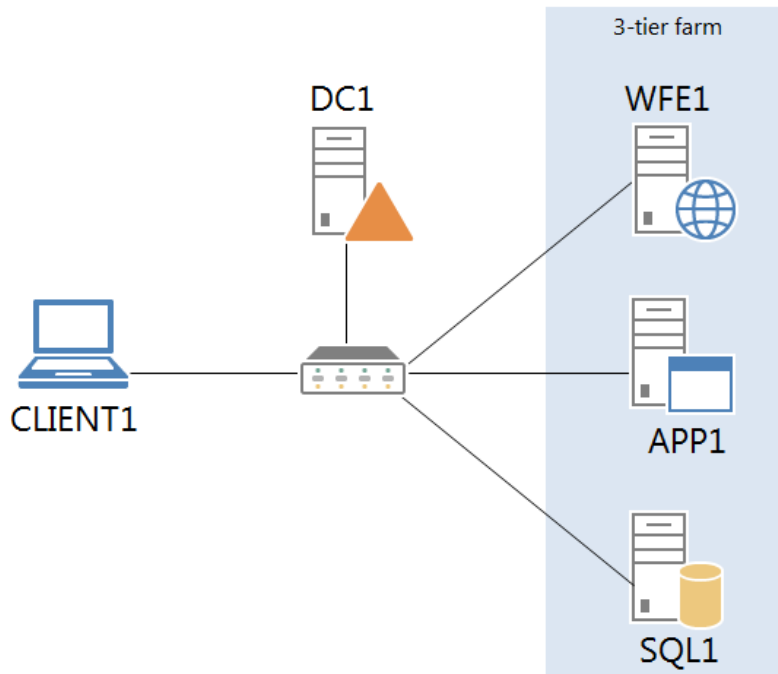 3-tier farm
DC1
WFE1
CLIENT1
APP1
SQL1